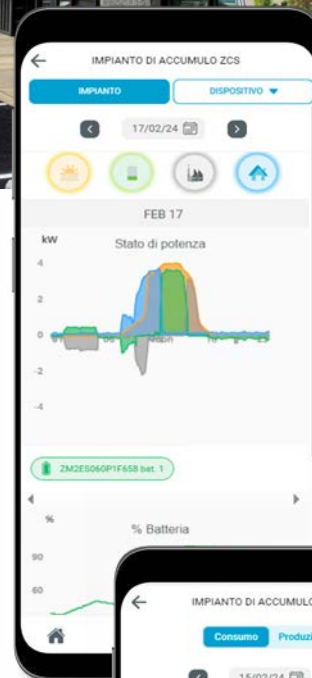 IMPIANTO DI ACCUMULO ZCS
IMPIANTO
DISPOSITIVO
17/02/24
FEB 17
kW
Stato di potenza
4
2
0
-2
-4
ZM2ES060P1F658 bat. 1
%
% Batteria
90
60
IMPIANTO DI ACCUMULO
Consumo
Produzi
15/02/24